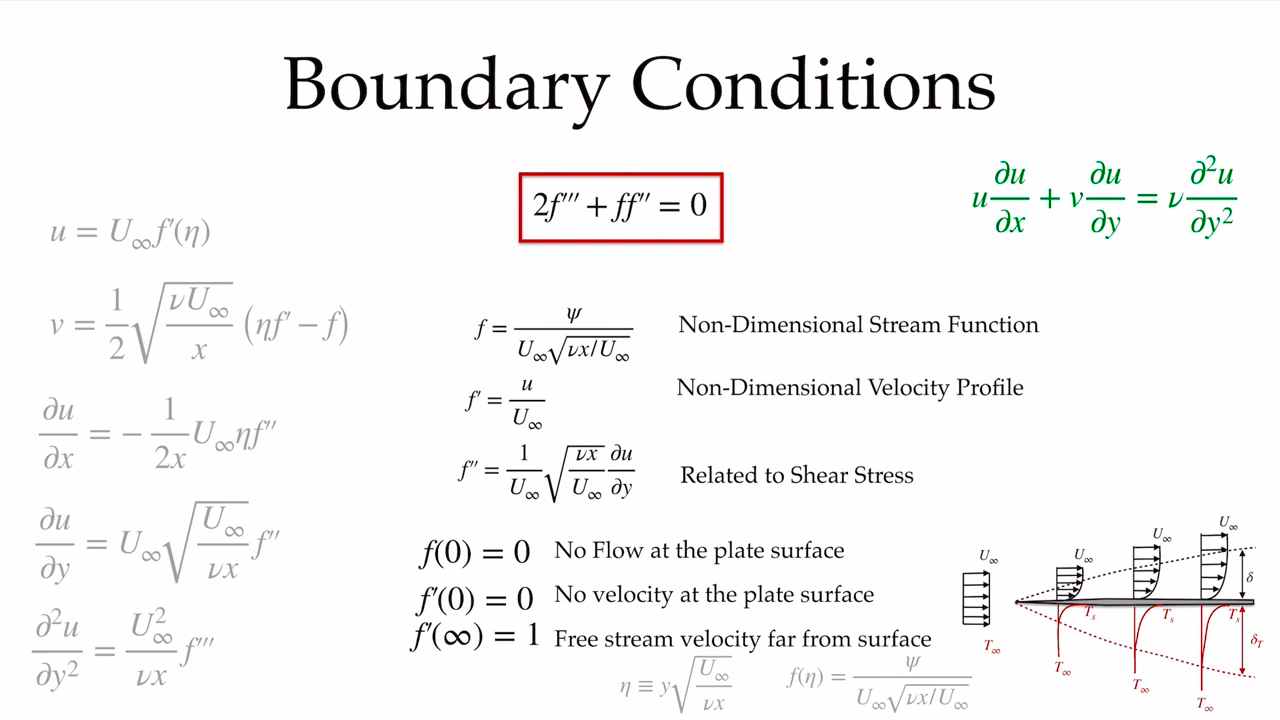 Boundary Conditions
2f''' + ff'' = 0
u ∂u/∂x + v ∂u/∂y = ν ∂²u/∂y²
u = U∞f'(η)
v = 1/2 √(νU∞/x) (ηf' − f)
∂u/∂x = − 1/2x U∞ηf''
∂u/∂y = U∞ √(U∞/νx) f''
∂²u/∂y² = U∞²/νx f'''
f = ψ/(U∞√(νx/U∞)) Non-Dimensional Stream Function
f' = u/U∞ Non-Dimensional Velocity Profile
f'' = 1/U∞ √(νx/U∞) ∂u/∂y Related to Shear Stress
f(0) = 0 No Flow at the plate surface
f'(0) = 0 No velocity at the plate surface
f'(∞) = 1 Free stream velocity far from surface
η ≡ y√(U∞/νx) f(η) = ψ/(U∞√(νx/U∞))
U∞ U∞ U∞ U∞
δ
Ts Ts Ts
T∞ δT
T∞ T∞ T∞